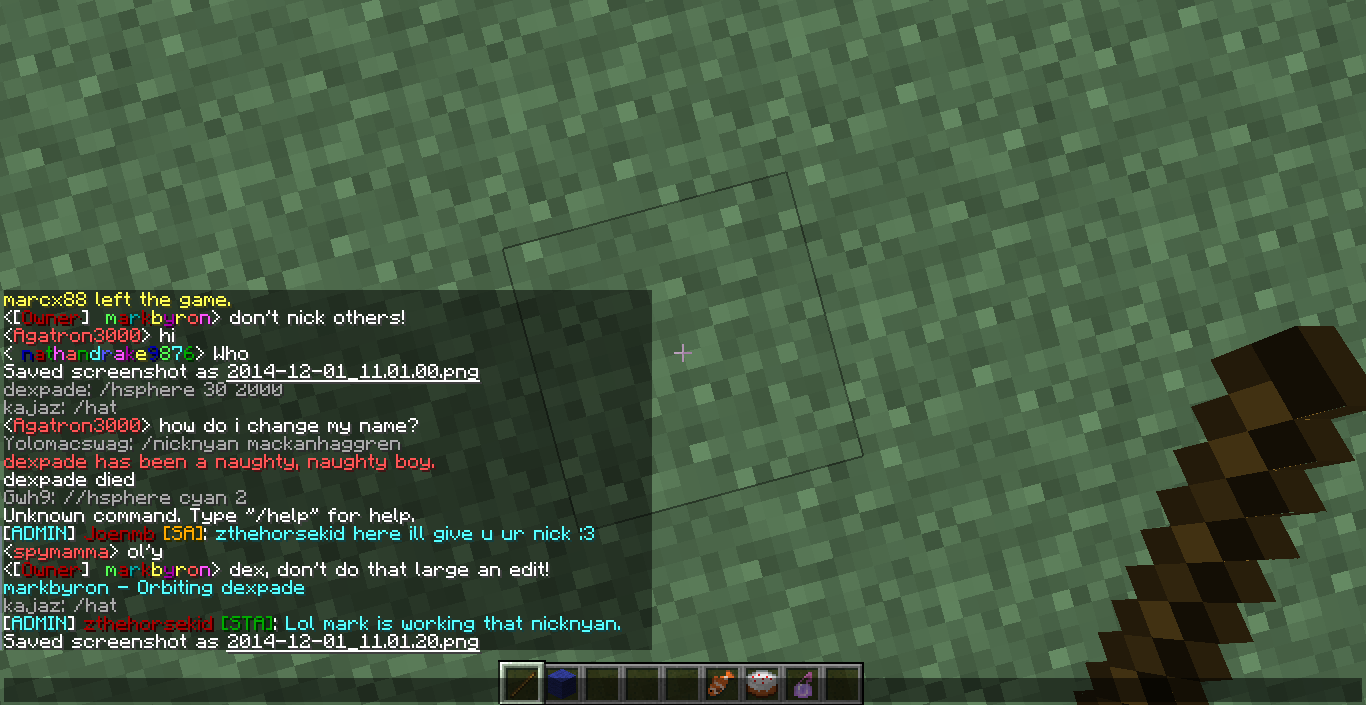 marcx88 left the game.
<[Owner] markbyron> don't nick others!
<Agatron3000> hi
< nathandrake9876> Who
Saved screenshot as 2014-12-01_11.01.00.png
dexpade: /hsphere 30 2000
kajaz: /hat
<Agatron3000> how do i change my name?
Yolomacswag: /nicknyan mackanhaggren
dexpade has been a naughty, naughty boy.
dexpade died
Gwh9: //hsphere cyan 2
Unknown command. Type "/help" for help.
[ADMIN] Joenmb [SA]: zthehorsekid here ill give u ur nick :3
<spymamma> ol'y
<[Owner] markbyron> dex, don't do that large an edit!
markbyron - Orbiting dexpade
kajaz: /hat
[ADMIN] zthehorsekid [STA]: Lol mark is working that nicknyan.
Saved screenshot as 2014-12-01_11.01.20.png